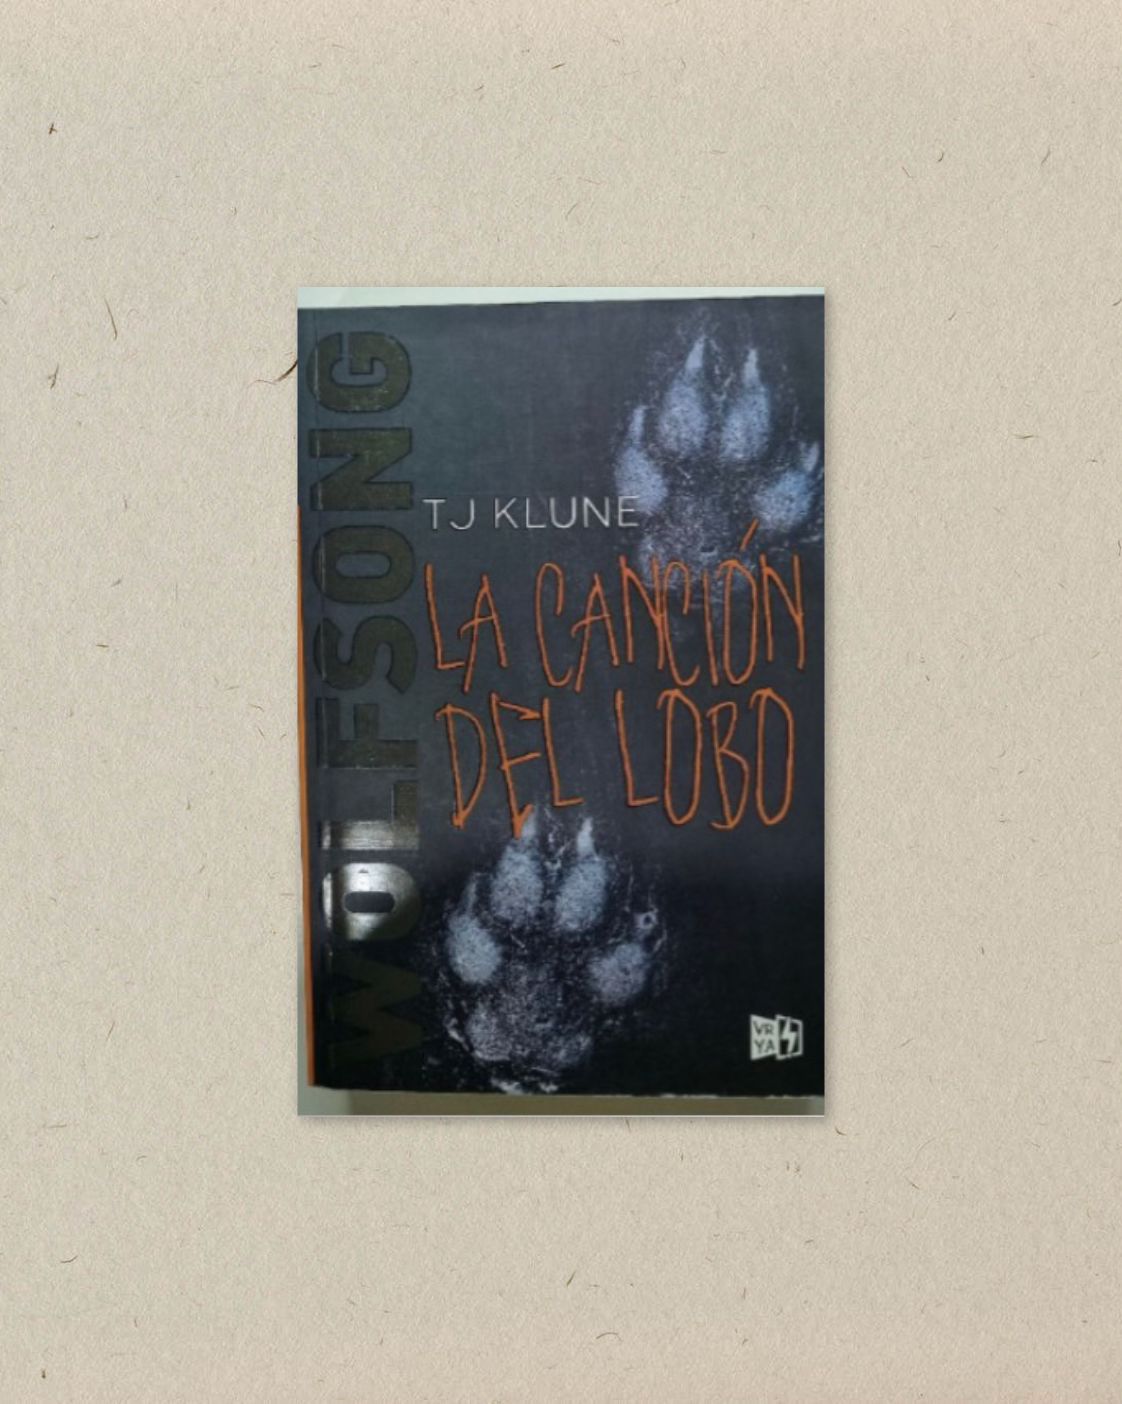 WOLFSONG
TJ KLUNE
LA CANCIÓN
DEL LOBO
VR
YA